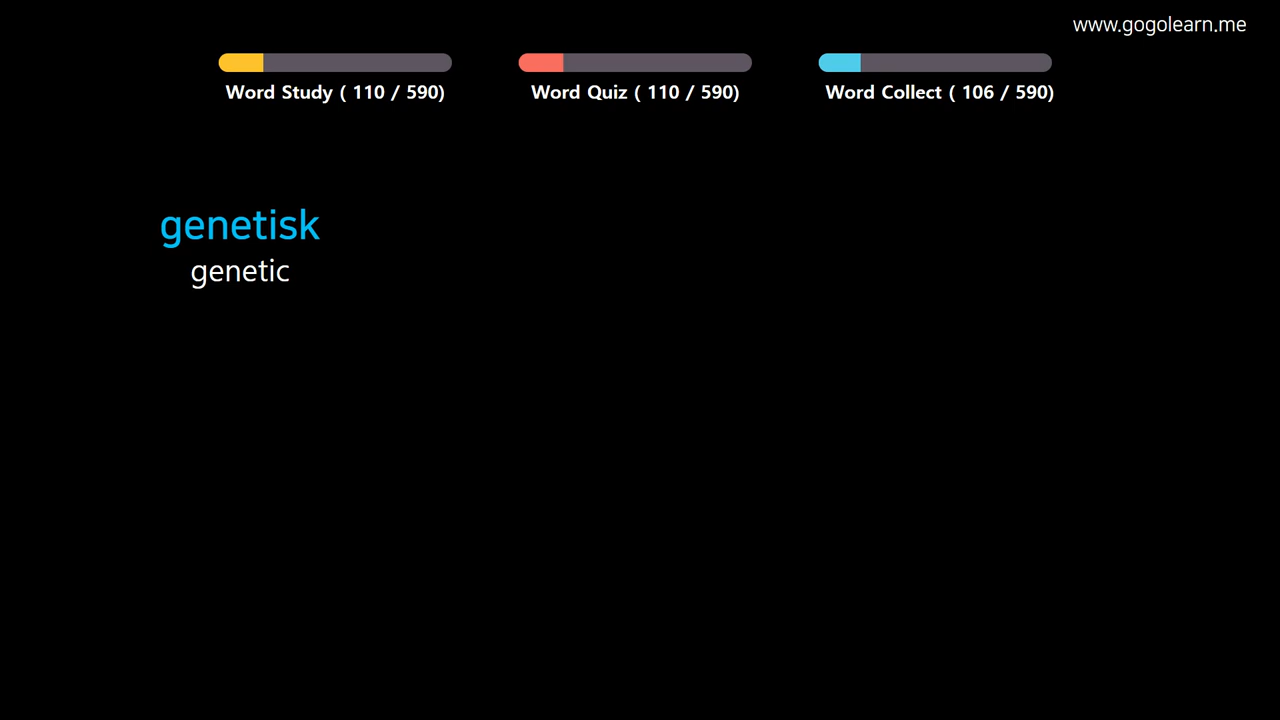 www.gogolearn.me
Word Study ( 110 / 590)
Word Quiz ( 110 / 590)
Word Collect ( 106 / 590)
genetisk
genetic